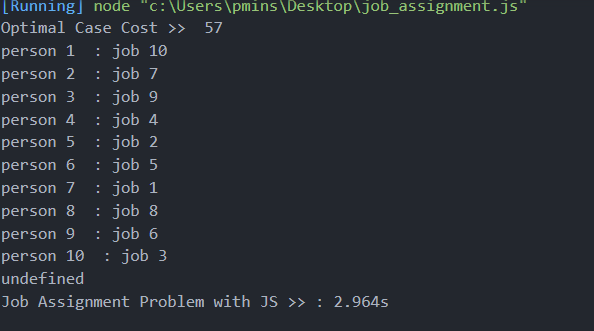 [Running] node "c:\Users\pmins\Desktop\job_assignment.js"
Optimal Case Cost >>  57
person 1  : job 10
person 2  : job 7
person 3  : job 9
person 4  : job 4
person 5  : job 2
person 6  : job 5
person 7  : job 1
person 8  : job 8
person 9  : job 6
person 10  : job 3
undefined
Job Assignment Problem with JS >> : 2.964s